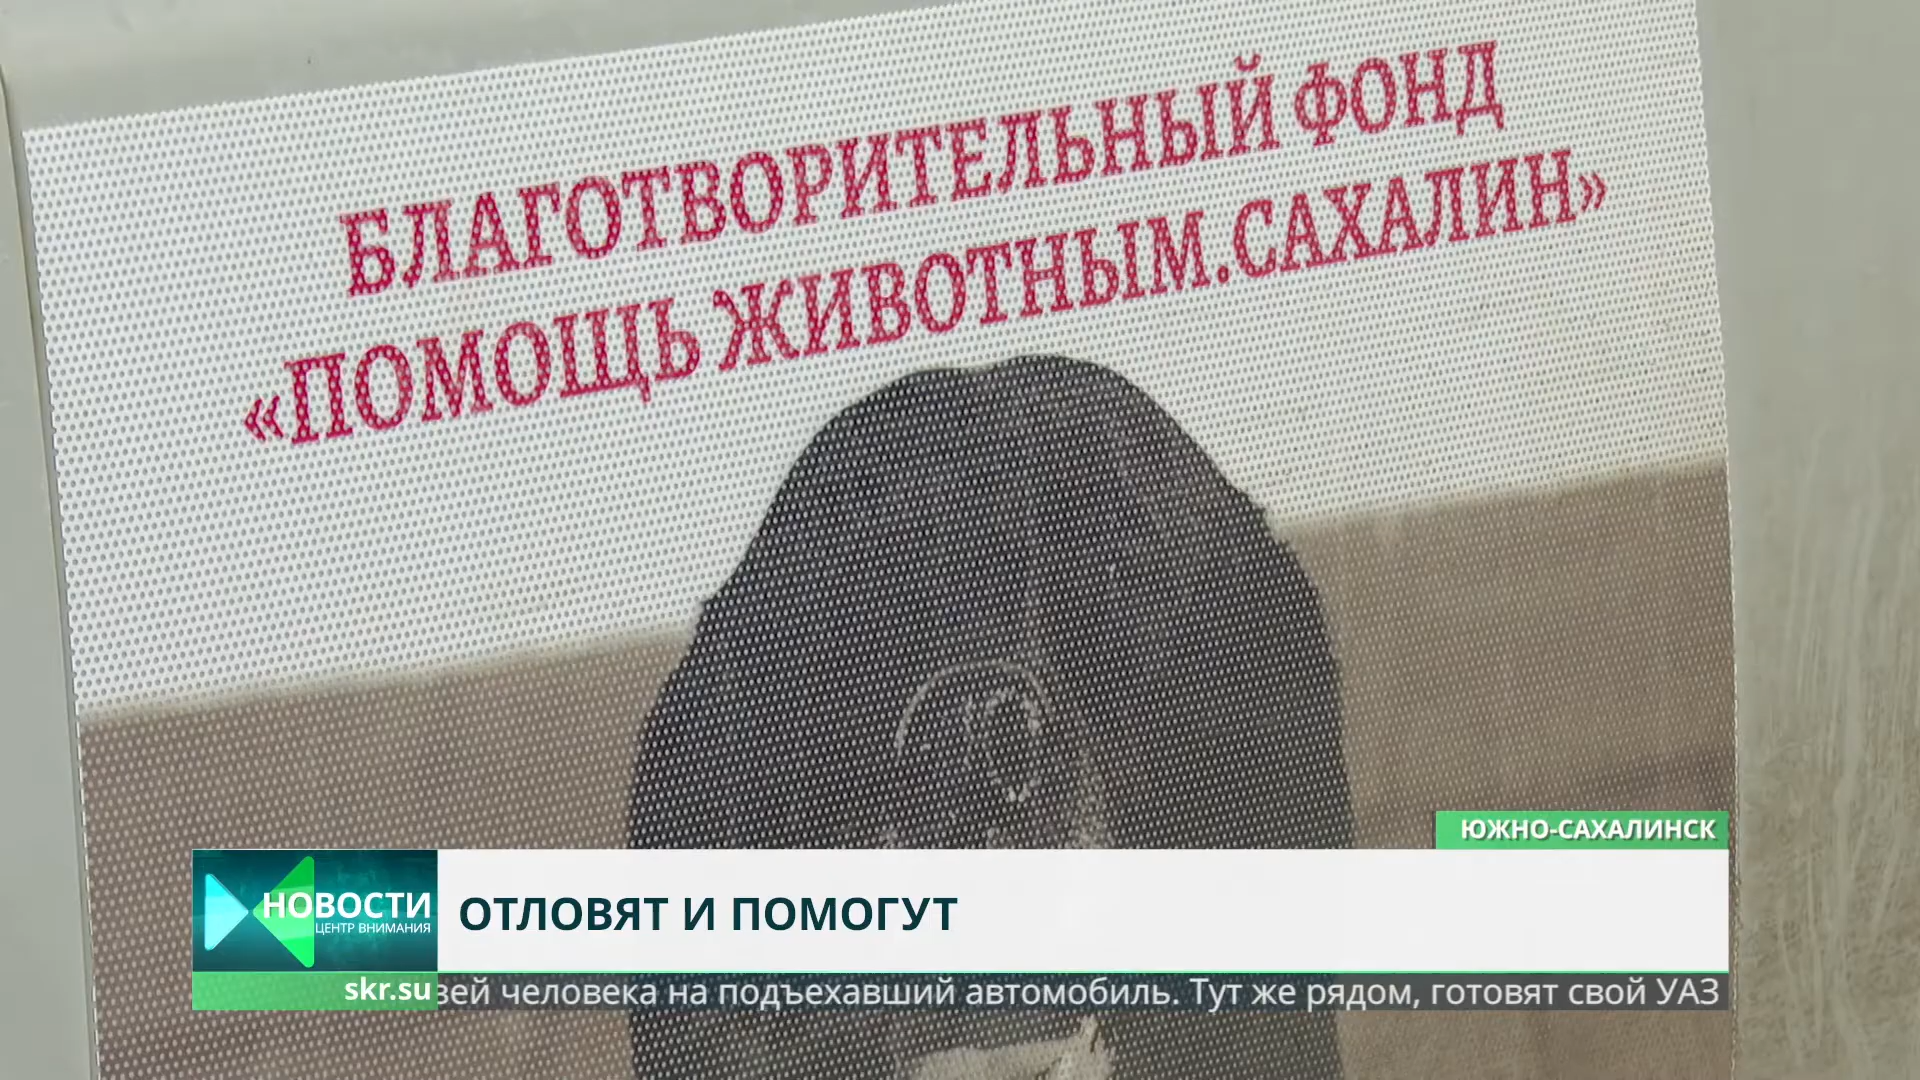 БЛАГОТВОРИТЕЛЬНЫЙ ФОНД
«ПОМОЩЬ ЖИВОТНЫМ.САХАЛИН»
ЮЖНО-САХАЛИНСК
НОВОСТИ
ЦЕНТР ВНИМАНИЯ
ОТЛОВЯТ И ПОМОГУТ
skr.su
зей человека на подъехавший автомобиль. Тут же рядом, готовят свой УАЗ